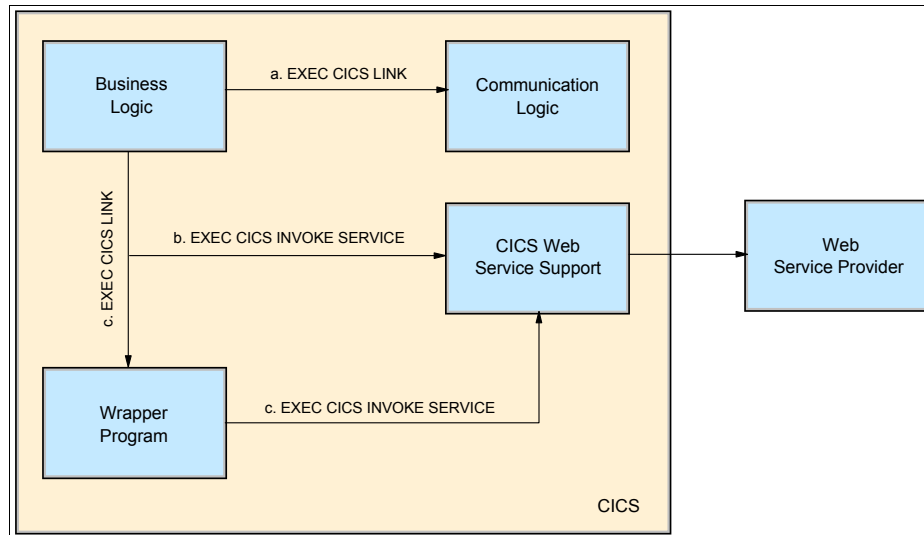 Business
Logic
a. EXEC CICS LINK
Communication
Logic
c. EXEC CICS LINK
b. EXEC CICS INVOKE SERVICE
CICS Web
Service Support
Web
Service Provider
Wrapper
Program
c. EXEC CICS INVOKE SERVICE
CICS